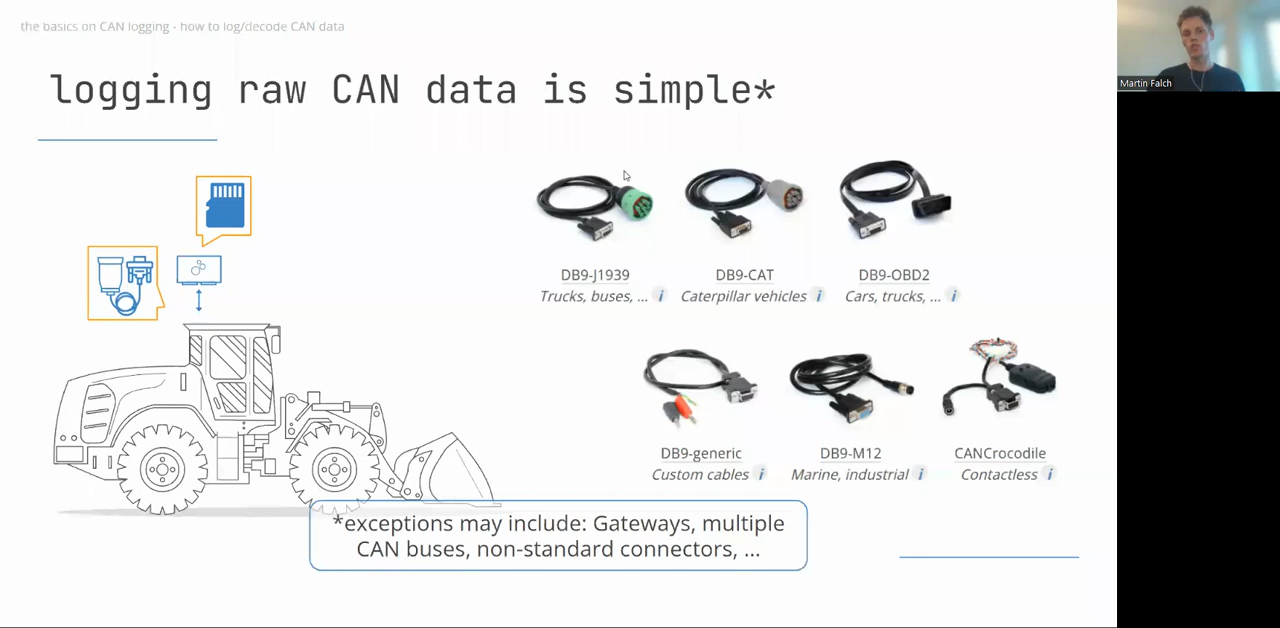 the basics on CAN logging - how to log/decode CAN data
logging raw CAN data is simple*
Martin Falch
DB9-J1939
Trucks, buses, ... i
DB9-CAT
Caterpillar vehicles i
DB9-OBD2
Cars, trucks, ... i
DB9-generic
Custom cables i
DB9-M12
Marine, industrial i
CANCrocodile
Contactless i
*exceptions may include: Gateways, multiple
CAN buses, non-standard connectors, ...